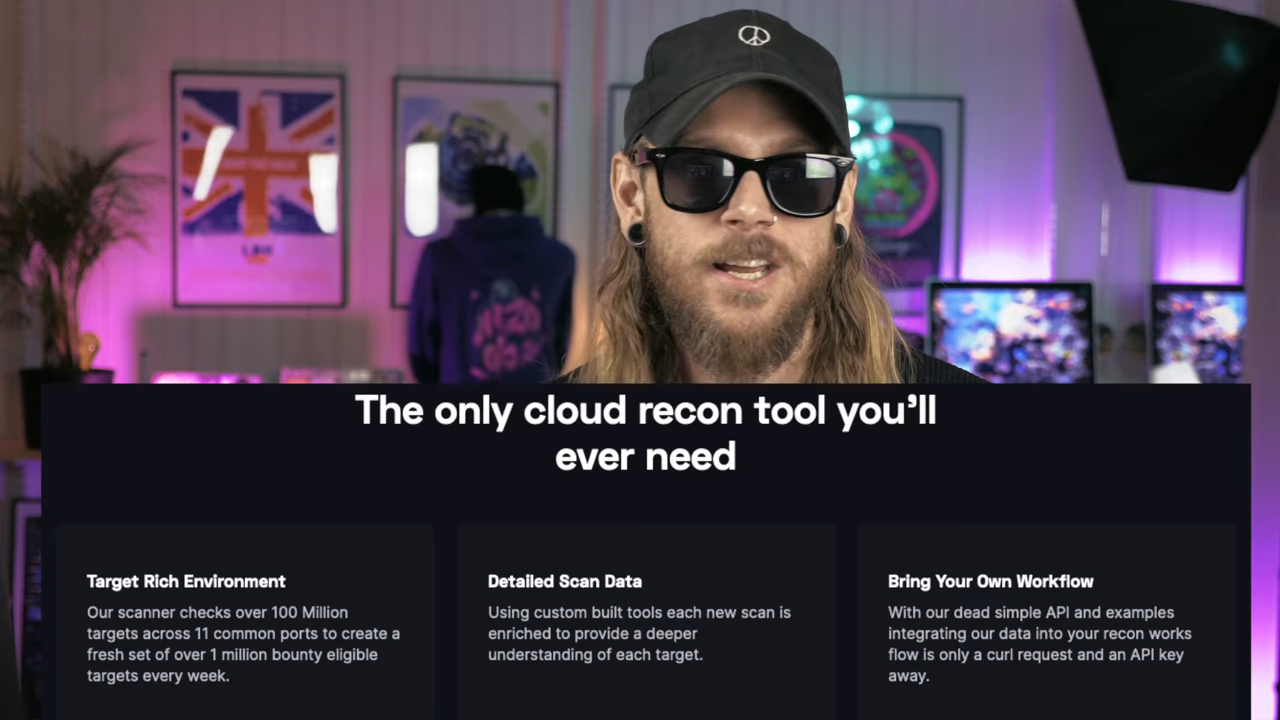 The only cloud recon tool you'll
ever need
Target Rich Environment
Our scanner checks over 100 Million
targets across 11 common ports to create a
fresh set of over 1 million bounty eligible
targets every week.
Detailed Scan Data
Using custom built tools each new scan is
enriched to provide a deeper
understanding of each target.
Bring Your Own Workflow
With our dead simple API and examples
integrating our data into your recon works
flow is only a curl request and an API key
away.